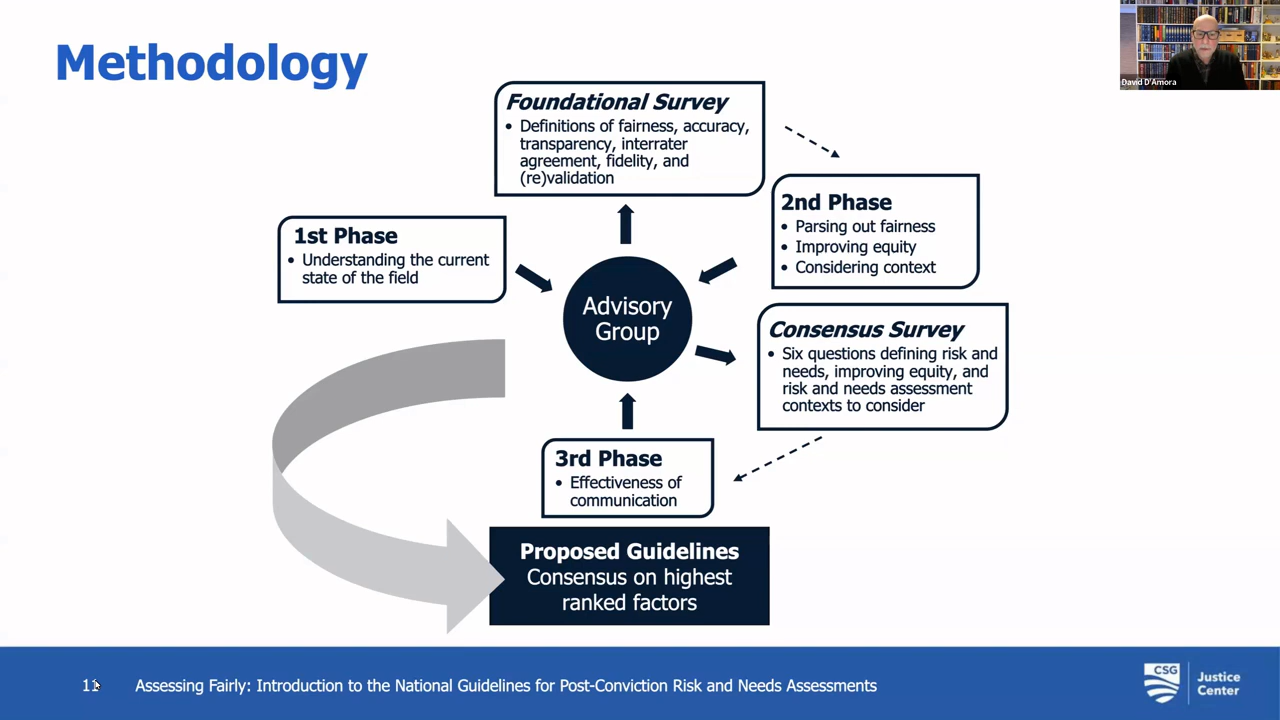 Methodology
David D'Amora
Foundational Survey
• Definitions of fairness, accuracy,
transparency, interrater
agreement, fidelity, and
(re)validation
1st Phase
• Understanding the current
state of the field
2nd Phase
• Parsing out fairness
• Improving equity
• Considering context
Advisory
Group
Consensus Survey
• Six questions defining risk and
needs, improving equity, and
risk and needs assessment
contexts to consider
3rd Phase
• Effectiveness of
communication
Proposed Guidelines
Consensus on highest
ranked factors
11
Assessing Fairly: Introduction to the National Guidelines for Post-Conviction Risk and Needs Assessments
CSG
Justice
Center